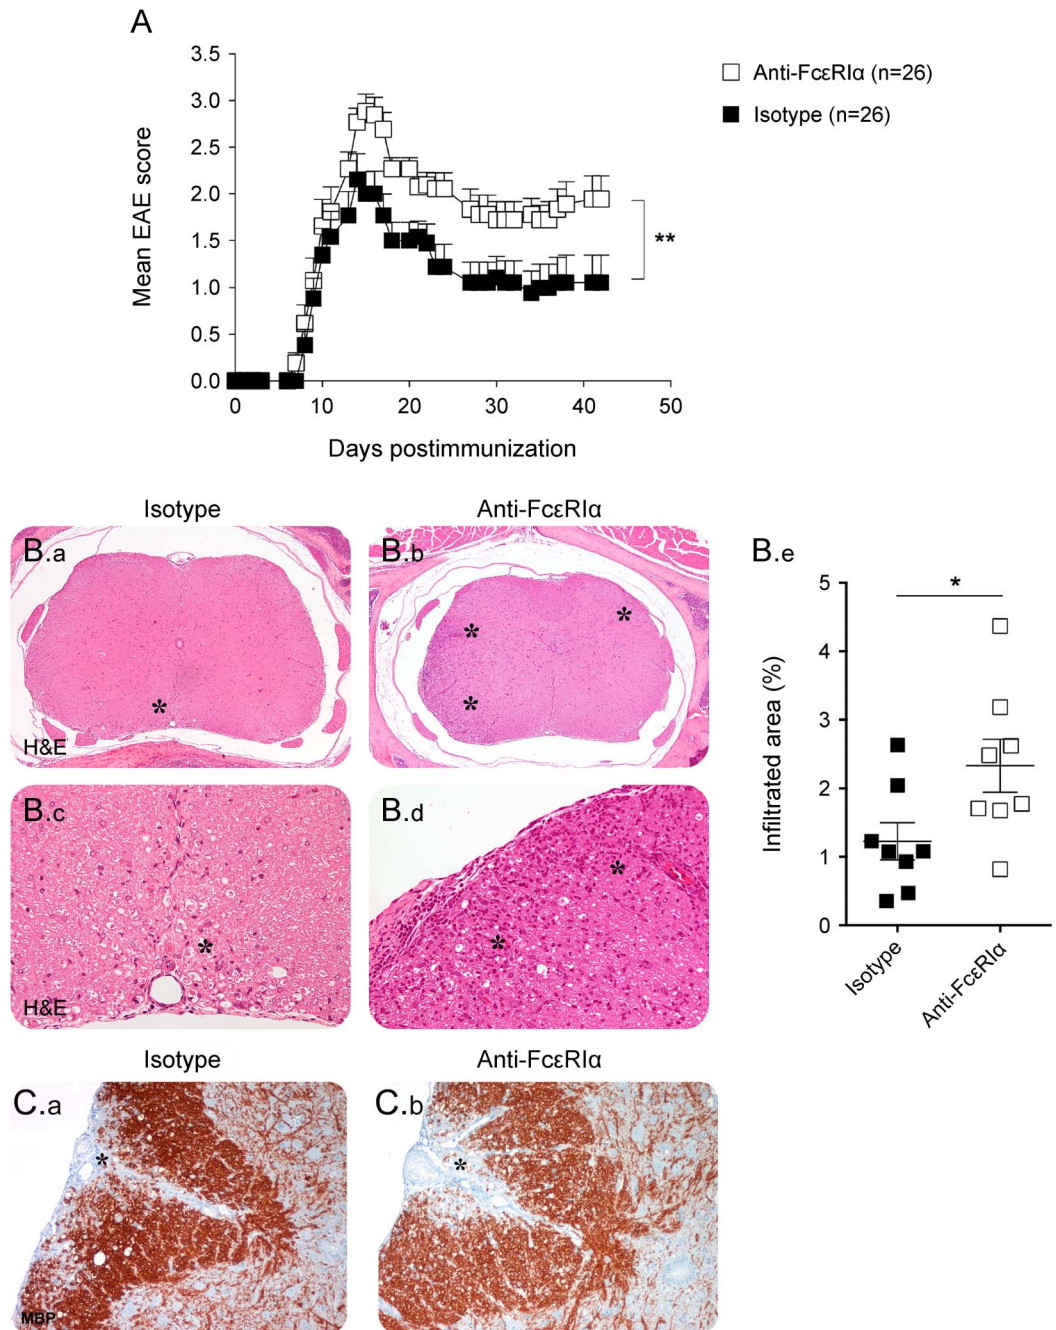 A
3.5
3.0
2.5
2.0
1.5
1.0
0.5
0.0
Mean EAE score
0 10 20 30 40 50
Days postimmunization
Anti-FcεRIα (n=26)
Isotype (n=26)
**
Isotype
Anti-FcεRIα
B.a
H&E
* 
B.b
*
*
*
B.c
H&E
*
B.d
*
*
B.e
*
5
4
3
2
1
0
Infiltrated area (%)
Isotype
Anti-FcεRIα
Isotype
Anti-FcεRIα
C.a
*
MBP
C.b
*